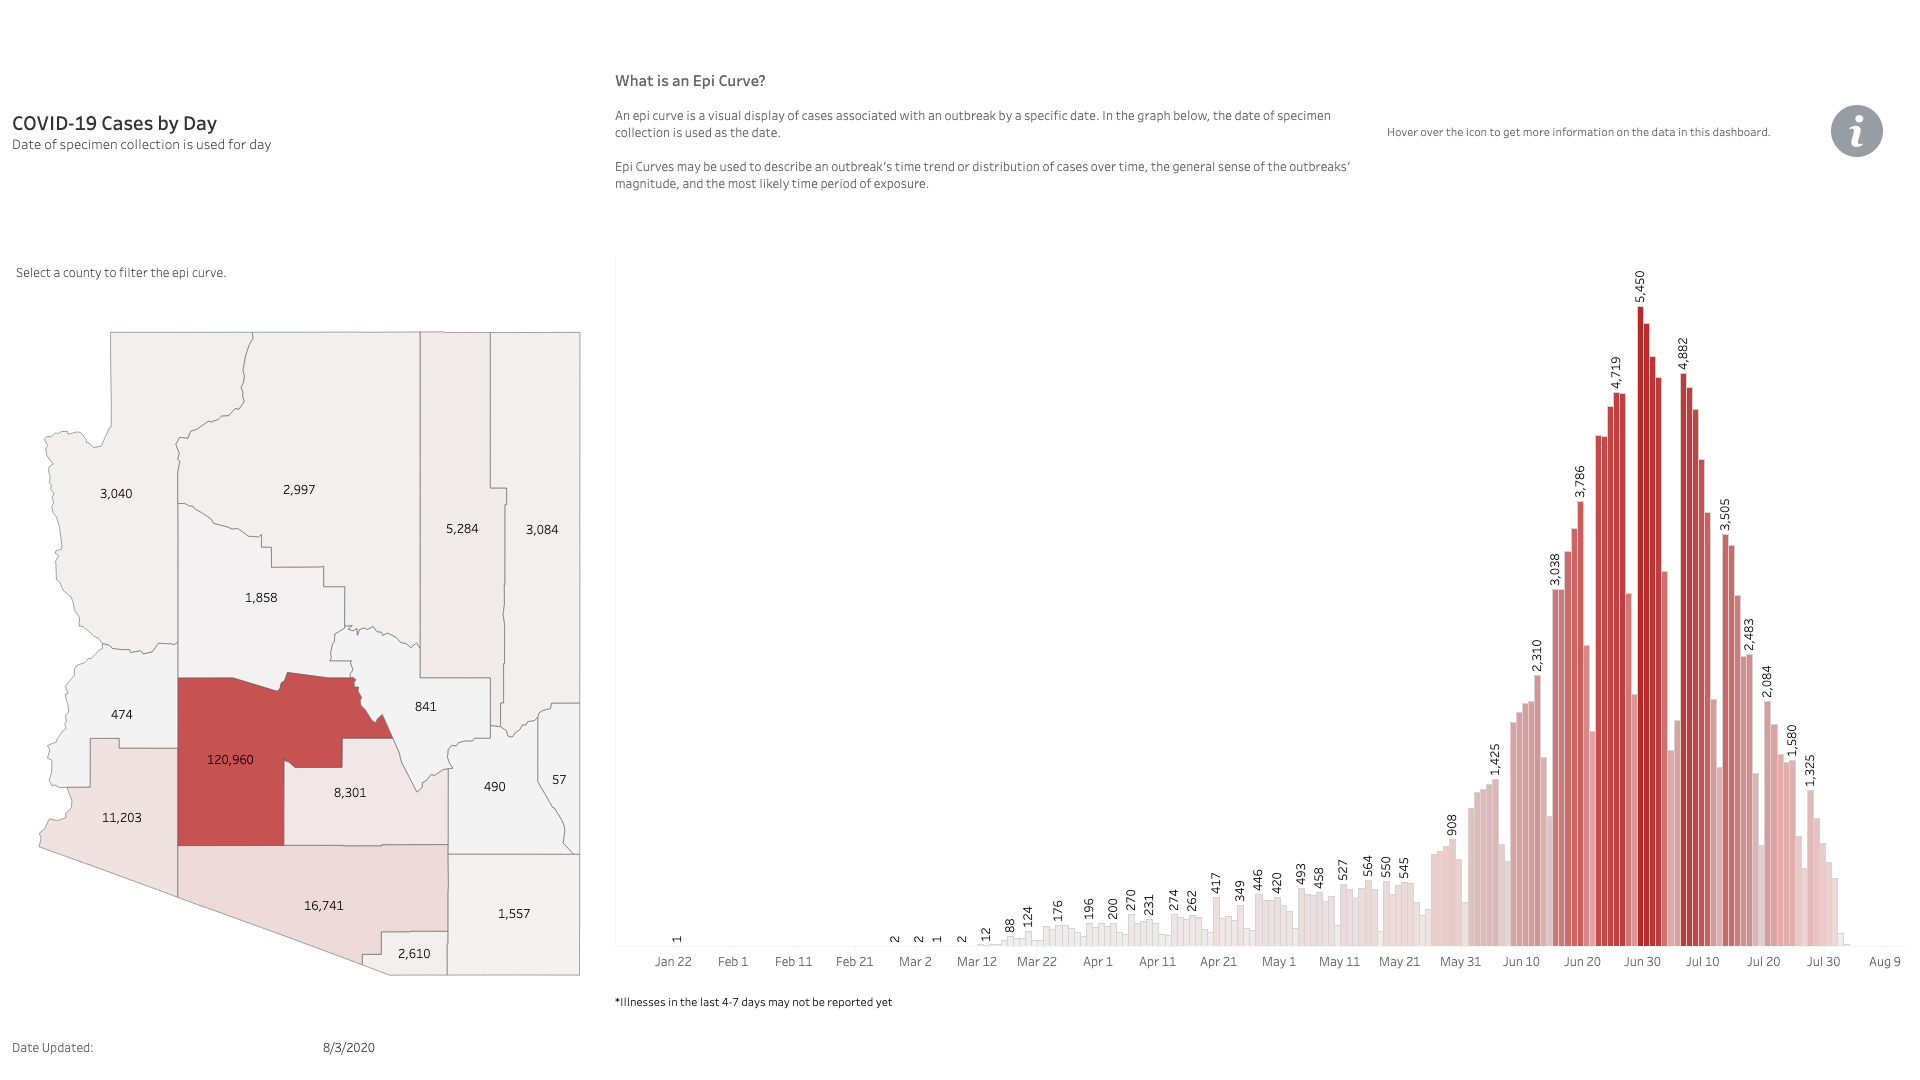 What is an Epi Curve?
COVID-19 Cases by Day
Date of specimen collection is used for day
An epi curve is a visual display of cases associated with an outbreak by a specific date. In the graph below, the date of specimen
collection is used as the date.
Epi Curves may be used to describe an outbreak's time trend or distribution of cases over time, the general sense of the outbreaks'
magnitude, and the most likely time period of exposure.
Hover over the icon to get more information on the data in this dashboard.
i
Select a county to filter the epi curve.
3,040
2,997
5,284
3,084
1,858
474
841
120,960
490
57
8,301
11,203
16,741
1,557
2,610
1
2
2
1
2
12
88
124
176
196
200
270
231
274
262
417
349
446
420
493
458
527
564
550
545
908
1,425
2,310
3,038
3,786
4,719
5,450
4,882
3,505
2,483
2,084
1,580
1,325
Jan 22
Feb 1
Feb 11
Feb 21
Mar 2
Mar 12
Mar 22
Apr 1
Apr 11
Apr 21
May 1
May 11
May 21
May 31
Jun 10
Jun 20
Jun 30
Jul 10
Jul 20
Jul 30
Aug 9
*Illnesses in the last 4-7 days may not be reported yet
Date Updated:
8/3/2020